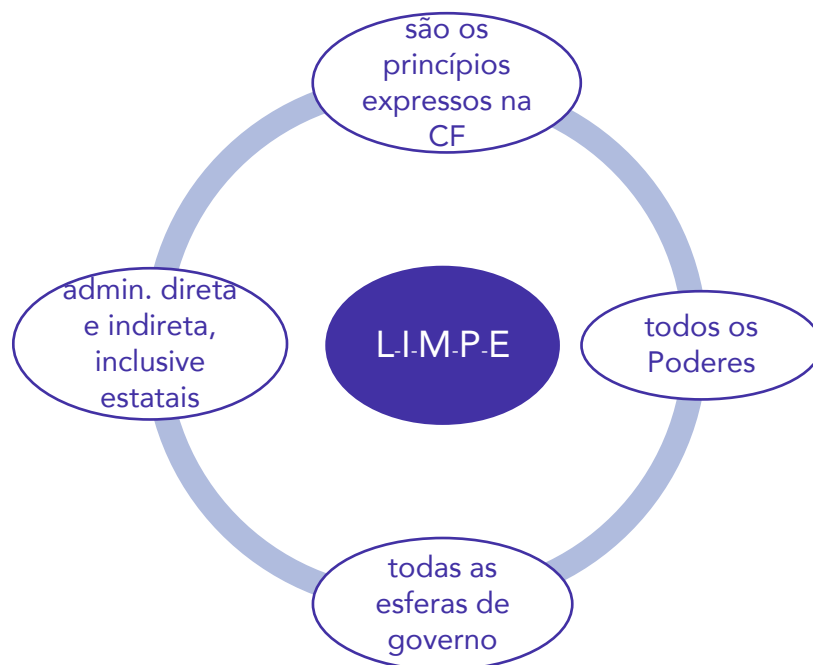 são os
princípios
expressos na
CF
admin. direta
e indireta,
inclusive
estatais
L-I-M-P-E
todos os
Poderes
todas as
esferas de
governo